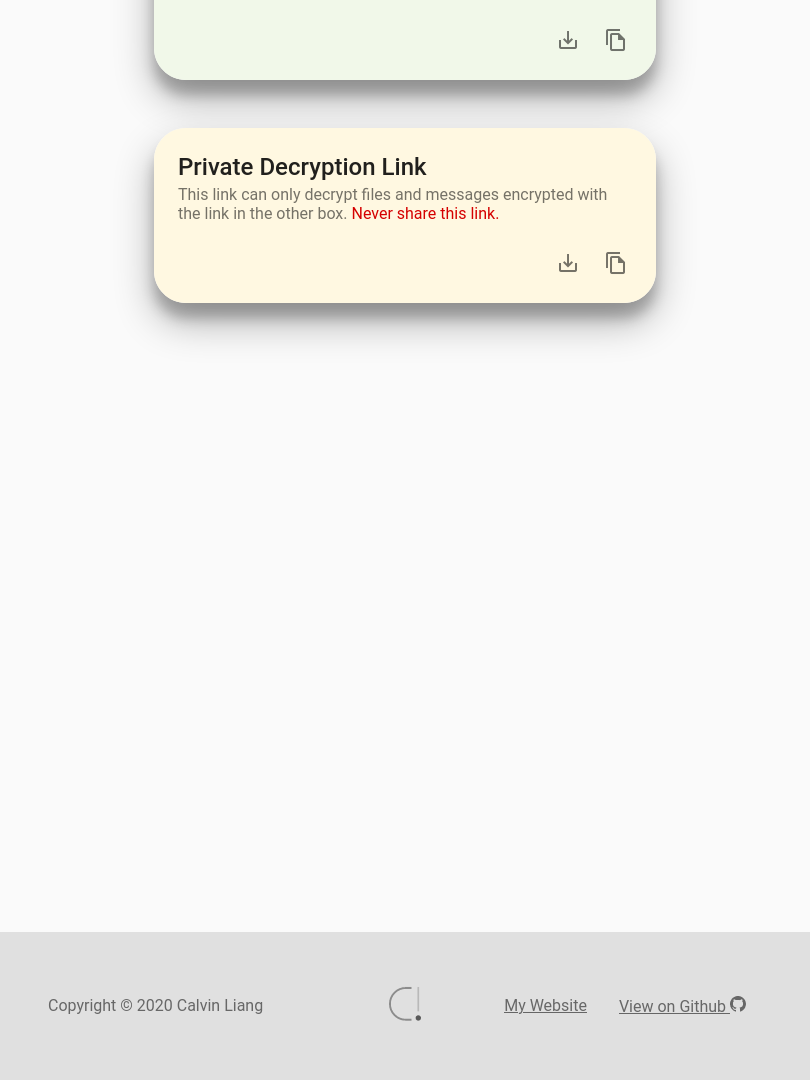 Private Decryption Link
This link can only decrypt files and messages encrypted with
the link in the other box. Never share this link.
Copyright © 2020 Calvin Liang
My Website
View on Github